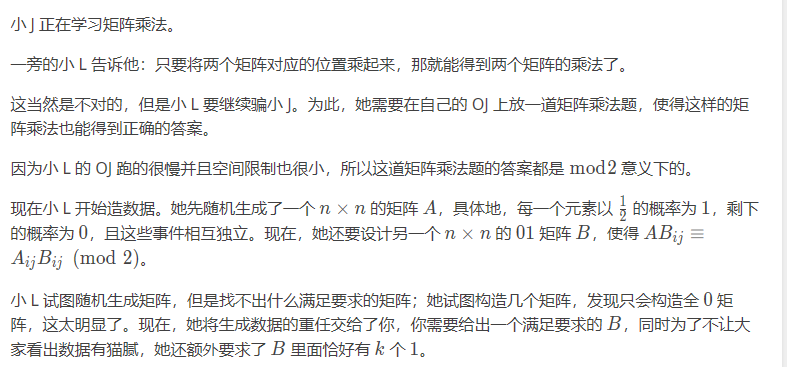 小 J 正在学习矩阵乘法。
一旁的小 L 告诉他：只要将两个矩阵对应的位置乘起来，那就能得到两个矩阵的乘法了。
这当然是不对的，但是小 L 要继续骗小 J。为此，她需要在自己的 OJ 上放一道矩阵乘法题，使得这样的矩
阵乘法也能得到正确的答案。
因为小 L 的 OJ 跑的很慢并且空间限制也很小，所以这道矩阵乘法题的答案都是 mod 2 意义下的。
现在小 L 开始造数据。她先随机生成了一个 n × n 的矩阵 A，具体地，每一个元素以 1/2 的概率为 1，剩下
的概率为 0，且这些事件相互独立。现在，她还要设计另一个 n × n 的 01 矩阵 B，使得 AB_{ij} ≡
A_{ij}B_{ij} (mod 2)。
小 L 试图随机生成矩阵，但是找不出什么满足要求的矩阵；她试图构造几个矩阵，发现只会构造全 0 矩
阵，这太明显了。现在，她将生成数据的重任交给了你，你需要给出一个满足要求的 B，同时为了不让大
家看出数据有猫腻，她还额外要求了 B 里面恰好有 k 个 1。